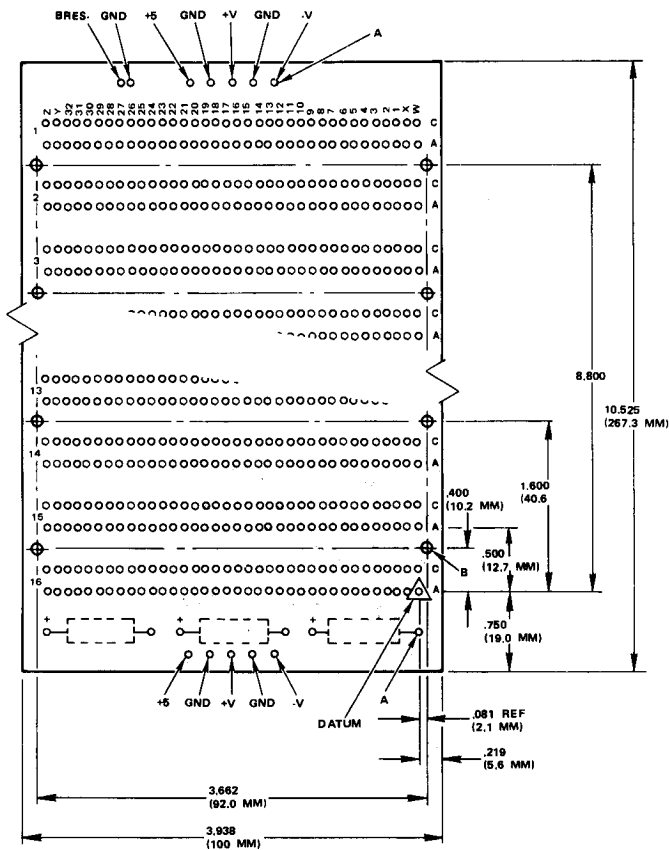 BRES. GND +5 GND +V GND -V A
Z Y 32 31 30 29 28 27 26 25 24 23 22 21 20 19 18 17 16 15 14 13 12 11 10 9 8 7 6 5 4 3 2 1 X W
1 C
A
2 C
A
3 C
A
C
A
13
14 C
A
15 C
A
16 C
A
8.800
10.525
(267.3 MM)
1.600
(40.6
.400
(10.2 MM)
.500
(12.7 MM)
B
.750
(19.0 MM)
+ + +
+5 GND +V GND -V
DATUM
A
.081 REF
(2.1 MM)
.219
(5.6 MM)
3.662
(92.0 MM)
3.938
(100 MM)